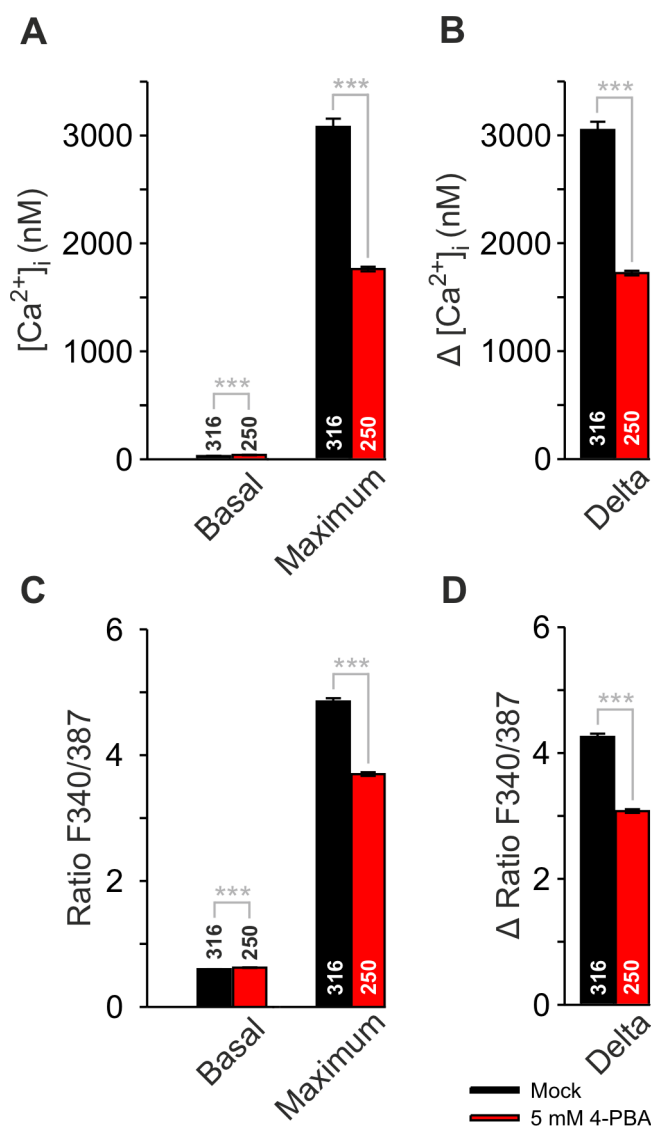 A
[Ca2+]i (nM)
3000
2000
1000
0
***
***
316
250
316
250
Basal
Maximum
B
Δ [Ca2+]i (nM)
3000
2000
1000
0
***
316
250
Delta
C
Ratio F340/387
6
4
2
0
***
***
316
250
316
250
Basal
Maximum
D
Δ Ratio F340/387
6
4
2
0
***
316
250
Delta
Mock
5 mM 4-PBA